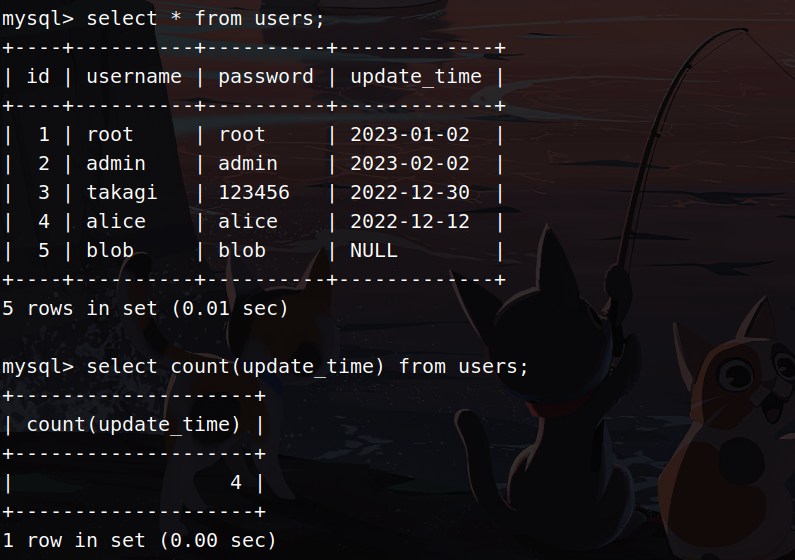 mysql> select * from users;
+----+----------+----------+-------------+
| id | username | password | update_time |
+----+----------+----------+-------------+
|  1 | root     | root     | 2023-01-02  |
|  2 | admin    | admin    | 2023-02-02  |
|  3 | takagi   | 123456   | 2022-12-30  |
|  4 | alice    | alice    | 2022-12-12  |
|  5 | blob     | blob     | NULL        |
+----+----------+----------+-------------+
5 rows in set (0.01 sec)

mysql> select count(update_time) from users;
+--------------------+
| count(update_time) |
+--------------------+
|                  4 |
+--------------------+
1 row in set (0.00 sec)